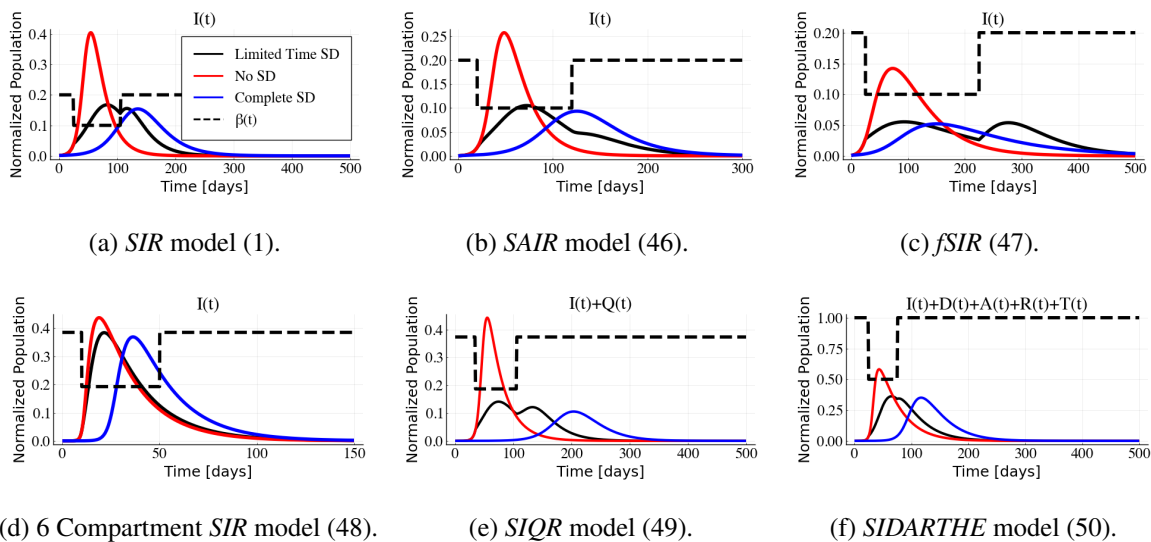 I(t)
Normalized Population
0.4
0.3
0.2
0.1
0.0
Limited Time SD
No SD
Complete SD
β(t)
0 100 200 300 400 500
Time [days]
(a) SIR model (1).
I(t)
Normalized Population
0.25
0.20
0.15
0.10
0.05
0.00
0 100 200 300
Time [days]
(b) SAIR model (46).
I(t)
Normalized Population
0.20
0.15
0.10
0.05
0.00
0 100 200 300 400 500
Time [days]
(c) fSIR (47).
I(t)
Normalized Population
0.4
0.3
0.2
0.1
0.0
0 50 100 150
Time [days]
(d) 6 Compartment SIR model (48).
I(t)+Q(t)
Normalized Population
0.4
0.3
0.2
0.1
0.0
0 100 200 300 400 500
Time [days]
(e) SIQR model (49).
I(t)+D(t)+A(t)+R(t)+T(t)
Normalized Population
1.00
0.75
0.50
0.25
0.00
0 100 200 300 400 500
Time [days]
(f) SIDARTHE model (50).